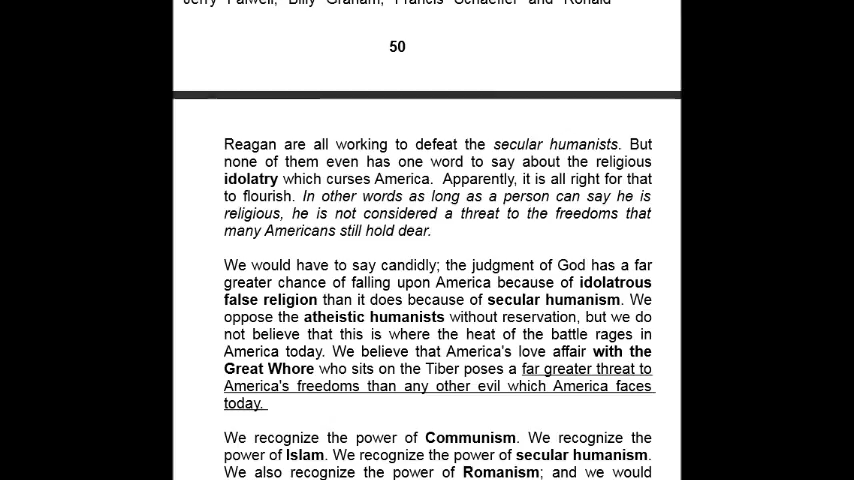 Jerry Falwell, Billy Graham, Francis Schaeffer and Ronald
50
Reagan are all working to defeat the secular humanists. But
none of them even has one word to say about the religious
idolatry which curses America. Apparently, it is all right for that
to flourish. In other words as long as a person can say he is
religious, he is not considered a threat to the freedoms that
many Americans still hold dear.
We would have to say candidly; the judgment of God has a far
greater chance of falling upon America because of idolatrous
false religion than it does because of secular humanism. We
oppose the atheistic humanists without reservation, but we do
not believe that this is where the heat of the battle rages in
America today. We believe that America's love affair with the
Great Whore who sits on the Tiber poses a far greater threat to
America's freedoms than any other evil which America faces
today.
We recognize the power of Communism. We recognize the
power of Islam. We recognize the power of secular humanism.
We also recognize the power of Romanism; and we would